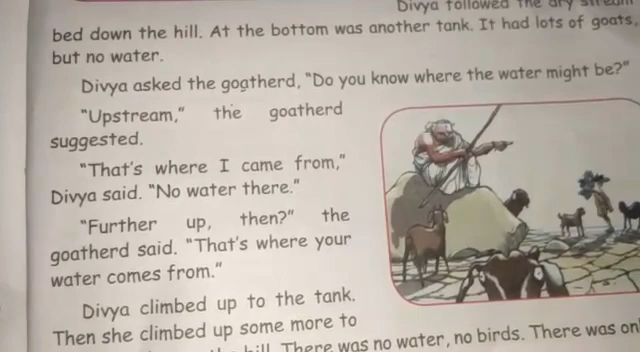 Divya followed the dry stream
bed down the hill. At the bottom was another tank. It had lots of goats,
but no water.
Divya asked the goatherd, "Do you know where the water might be?"
"Upstream," the goatherd
suggested.
"That's where I came from,"
Divya said. "No water there."
"Further up, then?" the
goatherd said. "That's where your
water comes from."
Divya climbed up to the tank.
Then she climbed up some more to
hill. There was no water, no birds. There was on